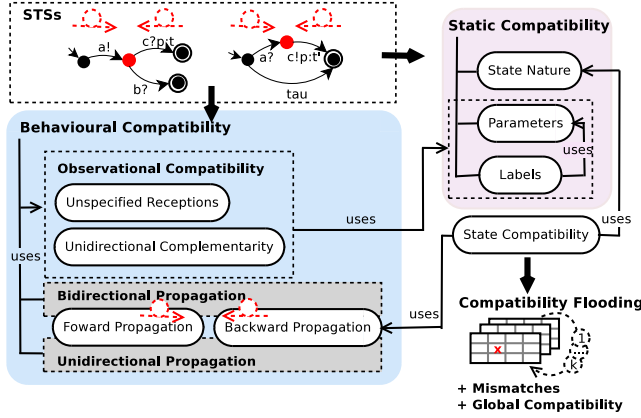 STSs
a!
c?p:t
b?
a?
c!p:t'
tau
Static Compatibility
State Nature
Parameters
uses
Labels
uses
Behavioural Compatibility
Observational Compatibility
Unspecified Receptions
Unidirectional Complementarity
uses
uses
State Compatibility
uses
Bidirectional Propagation
Foward Propagation
Backward Propagation
Unidirectional Propagation
Compatibility Flooding
x
1
...
k
+ Mismatches
+ Global Compatibility